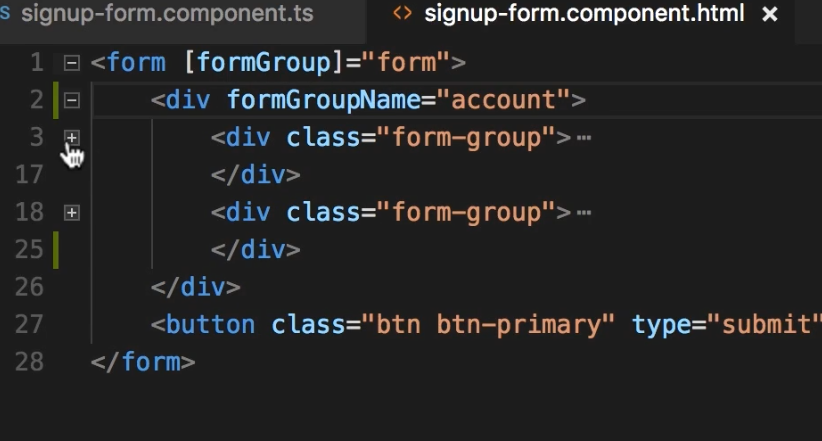 S signup-form.component.ts <> signup-form.component.html ×
1 <form [formGroup]="form">
2 <div formGroupName="account">
3 <div class="form-group">⋯
17 </div>
18 <div class="form-group">⋯
25 </div>
26 </div>
27 <button class="btn btn-primary" type="submit"
28 </form>